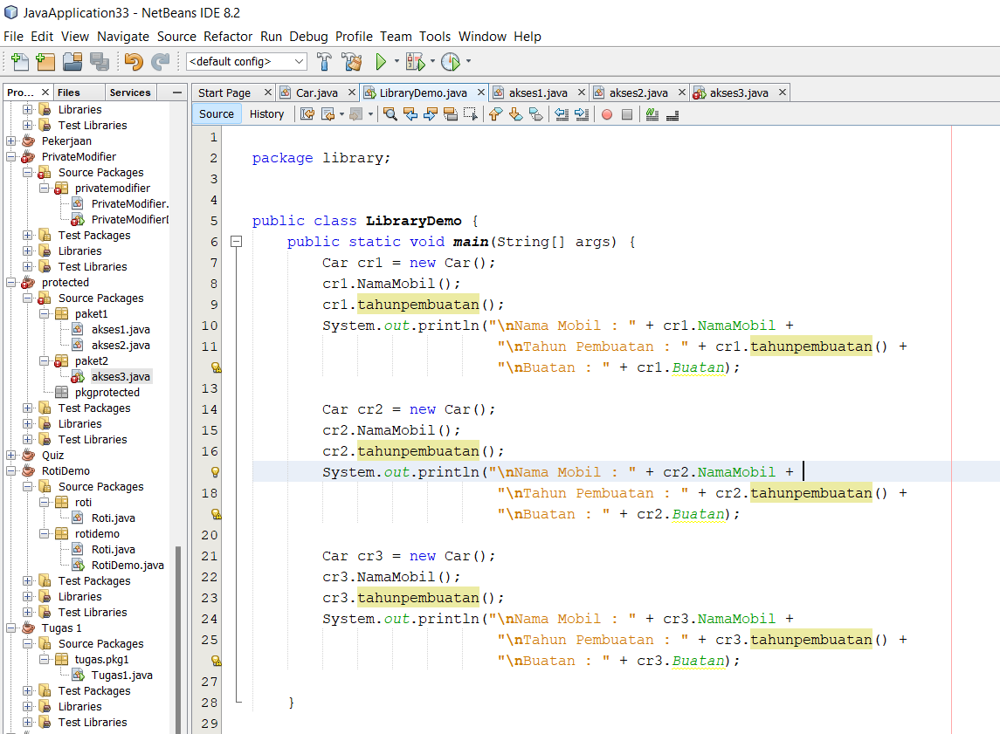 JavaApplication33 - NetBeans IDE 8.2
File Edit View Navigate Source Refactor Run Debug Profile Team Tools Window Help
<default config>
Pro... Files Services
Start Page Car.java LibraryDemo.java akses1.java akses2.java akses3.java
Source History
Libraries
Test Libraries
Pekerjaan
PrivateModifier
Source Packages
privatemodifier
PrivateModifier.
PrivateModifierD
Test Packages
Libraries
Test Libraries
protected
Source Packages
paket1
akses1.java
akses2.java
paket2
akses3.java
pkgprotected
Test Packages
Libraries
Test Libraries
Quiz
RotiDemo
Source Packages
roti
Roti.java
rotidemo
Roti.java
RotiDemo.java
Test Packages
Libraries
Test Libraries
Tugas 1
Source Packages
tugas.pkg1
Tugas1.java
Test Packages
Libraries
Test Libraries
1
2 package library;
3
4
5 public class LibraryDemo {
6 public static void main(String[] args) {
7 Car cr1 = new Car();
8 cr1.NamaMobil();
9 cr1.tahunpembuatan();
10 System.out.println("\nNama Mobil : " + cr1.NamaMobil +
11 "\nTahun Pembuatan : " + cr1.tahunpembuatan() +
"\nBuatan : " + cr1.Buatan);
13
14 Car cr2 = new Car();
15 cr2.NamaMobil();
16 cr2.tahunpembuatan();
System.out.println("\nNama Mobil : " + cr2.NamaMobil +
18 "\nTahun Pembuatan : " + cr2.tahunpembuatan() +
"\nBuatan : " + cr2.Buatan);
20
21 Car cr3 = new Car();
22 cr3.NamaMobil();
23 cr3.tahunpembuatan();
24 System.out.println("\nNama Mobil : " + cr3.NamaMobil +
25 "\nTahun Pembuatan : " + cr3.tahunpembuatan() +
"\nBuatan : " + cr3.Buatan);
27
28 }
29